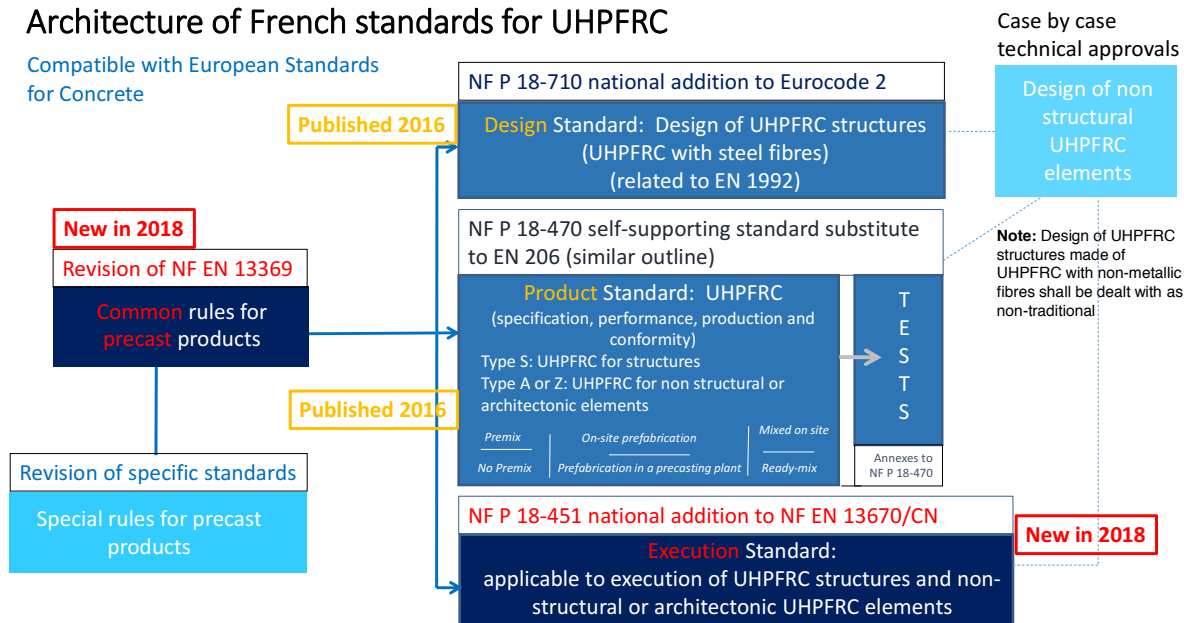 Architecture of French standards for UHPFRC
Compatible with European Standards
for Concrete
Case by case
technical approvals
Design of non
structural
UHPFRC
elements
Note: Design of UHPFRC
structures made of
UHPFRC with non-metallic
fibres shall be dealt with as
non-traditional
Published 2016
NF P 18-710 national addition to Eurocode 2
Design Standard: Design of UHPFRC structures
(UHPFRC with steel fibres)
(related to EN 1992)
New in 2018
Revision of NF EN 13369
Common rules for
precast products
Revision of specific standards
Special rules for precast
products
NF P 18-470 self-supporting standard substitute
to EN 206 (similar outline)
Product Standard: UHPFRC
(specification, performance, production and
conformity)
Type S: UHPFRC for structures
Type A or Z: UHPFRC for non structural or
architectonic elements
Published 2016
Premix
No Premix
On-site prefabrication
Prefabrication in a precasting plant
Mixed on site
Ready-mix
T
E
S
T
S
Annexes to
NF P 18-470
NF P 18-451 national addition to NF EN 13670/CN
Execution Standard:
applicable to execution of UHPFRC structures and non-
structural or architectonic UHPFRC elements
New in 2018